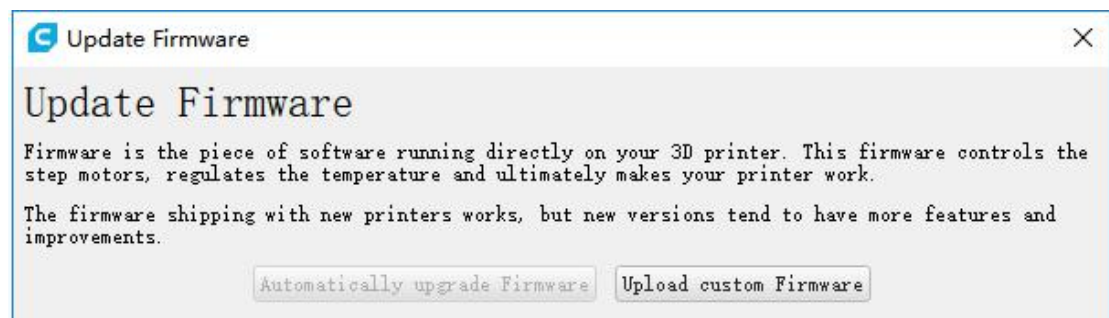 Update Firmware
Update Firmware
Firmware is the piece of software running directly on your 3D printer. This firmware controls the
step motors, regulates the temperature and ultimately makes your printer work.
The firmware shipping with new printers works, but new versions tend to have more features and
improvements.
Automatically upgrade Firmware Upload custom Firmware